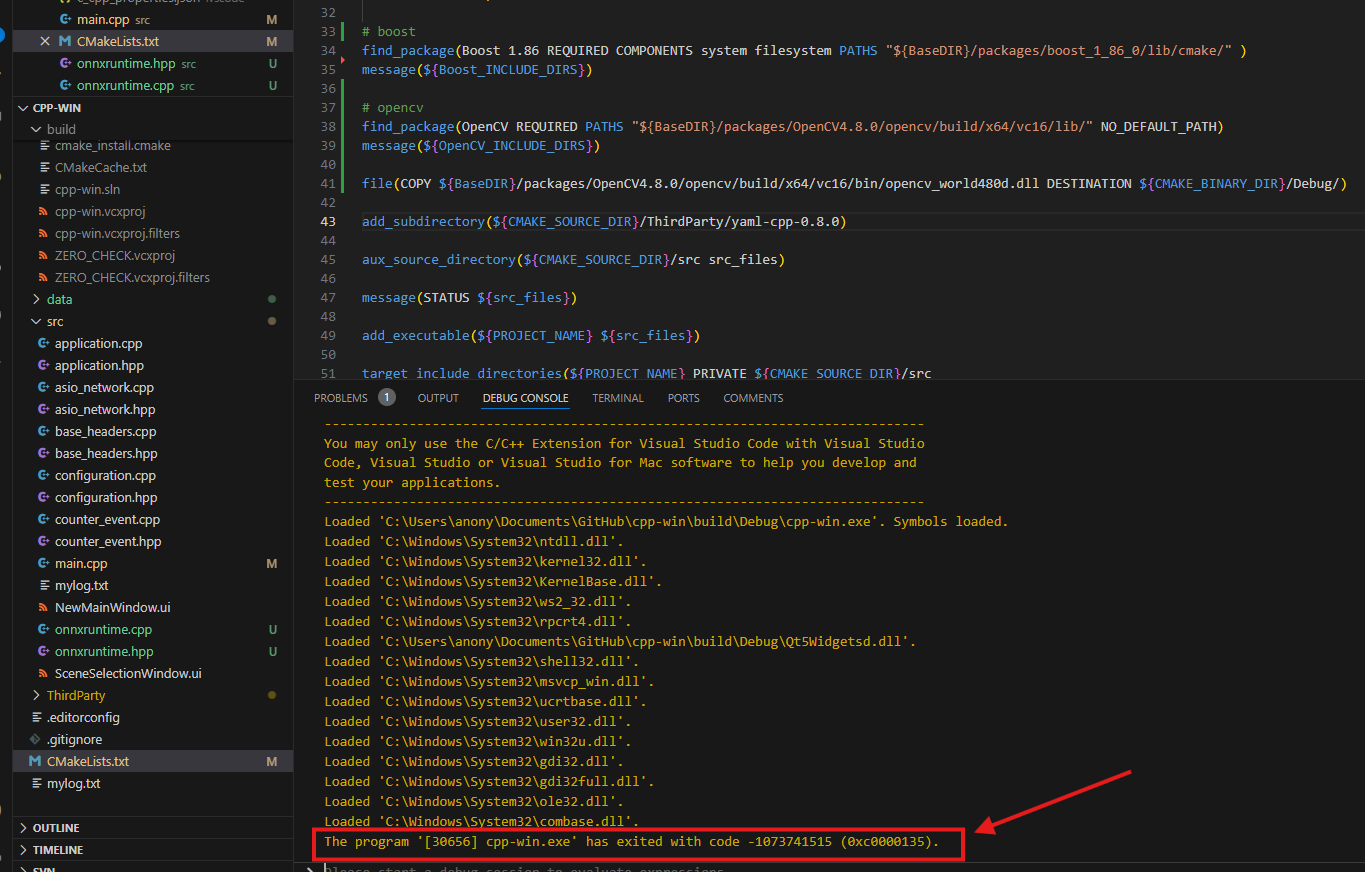 main.cpp src M
CMakeLists.txt M
onnxruntime.hpp src U
onnxruntime.cpp src U
CPP-WIN
build
cmake_install.cmake
CMakeCache.txt
cpp-win.sln
cpp-win.vcxproj
cpp-win.vcxproj.filters
ZERO_CHECK.vcxproj
ZERO_CHECK.vcxproj.filters
data
src
application.cpp
application.hpp
asio_network.cpp
asio_network.hpp
base_headers.cpp
base_headers.hpp
configuration.cpp
configuration.hpp
counter_event.cpp
counter_event.hpp
main.cpp M
mylog.txt
NewMainWindow.ui
onnxruntime.cpp U
onnxruntime.hpp U
SceneSelectionWindow.ui
ThirdParty
.editorconfig
.gitignore
CMakeLists.txt M
mylog.txt
OUTLINE
TIMELINE
SVN
32
33 # boost
34 find_package(Boost 1.86 REQUIRED COMPONENTS system filesystem PATHS "${BaseDIR}/packages/boost_1_86_0/lib/cmake/" )
35 message(${Boost_INCLUDE_DIRS})
36
37 # opencv
38 find_package(OpenCV REQUIRED PATHS "${BaseDIR}/packages/OpenCV4.8.0/opencv/build/x64/vc16/lib/" NO_DEFAULT_PATH)
39 message(${OpenCV_INCLUDE_DIRS})
40
41 file(COPY ${BaseDIR}/packages/OpenCV4.8.0/opencv/build/x64/vc16/bin/opencv_world480d.dll DESTINATION ${CMAKE_BINARY_DIR}/Debug/)
42
43 add_subdirectory(${CMAKE_SOURCE_DIR}/ThirdParty/yaml-cpp-0.8.0)
44
45 aux_source_directory(${CMAKE_SOURCE_DIR}/src src_files)
46
47 message(STATUS ${src_files})
48
49 add_executable(${PROJECT_NAME} ${src_files})
50
51 target_include_directories(${PROJECT_NAME} PRIVATE ${CMAKE_SOURCE_DIR}/src
PROBLEMS 1 OUTPUT DEBUG CONSOLE TERMINAL PORTS COMMENTS
------------------------------------------------------------------------------
You may only use the C/C++ Extension for Visual Studio Code with Visual Studio
Code, Visual Studio or Visual Studio for Mac software to help you develop and
test your applications.
------------------------------------------------------------------------------
Loaded 'C:\Users\anony\Documents\GitHub\cpp-win\build\Debug\cpp-win.exe'. Symbols loaded.
Loaded 'C:\Windows\System32\ntdll.dll'.
Loaded 'C:\Windows\System32\kernel32.dll'.
Loaded 'C:\Windows\System32\KernelBase.dll'.
Loaded 'C:\Windows\System32\ws2_32.dll'.
Loaded 'C:\Windows\System32\rpcrt4.dll'.
Loaded 'C:\Users\anony\Documents\GitHub\cpp-win\build\Debug\Qt5Widgetsd.dll'.
Loaded 'C:\Windows\System32\shell32.dll'.
Loaded 'C:\Windows\System32\msvcp_win.dll'.
Loaded 'C:\Windows\System32\ucrtbase.dll'.
Loaded 'C:\Windows\System32\user32.dll'.
Loaded 'C:\Windows\System32\win32u.dll'.
Loaded 'C:\Windows\System32\gdi32.dll'.
Loaded 'C:\Windows\System32\gdi32full.dll'.
Loaded 'C:\Windows\System32\ole32.dll'.
Loaded 'C:\Windows\System32\combase.dll'.
The program '[30656] cpp-win.exe' has exited with code -1073741515 (0xc0000135).
Please start a debug session to evaluate expressions